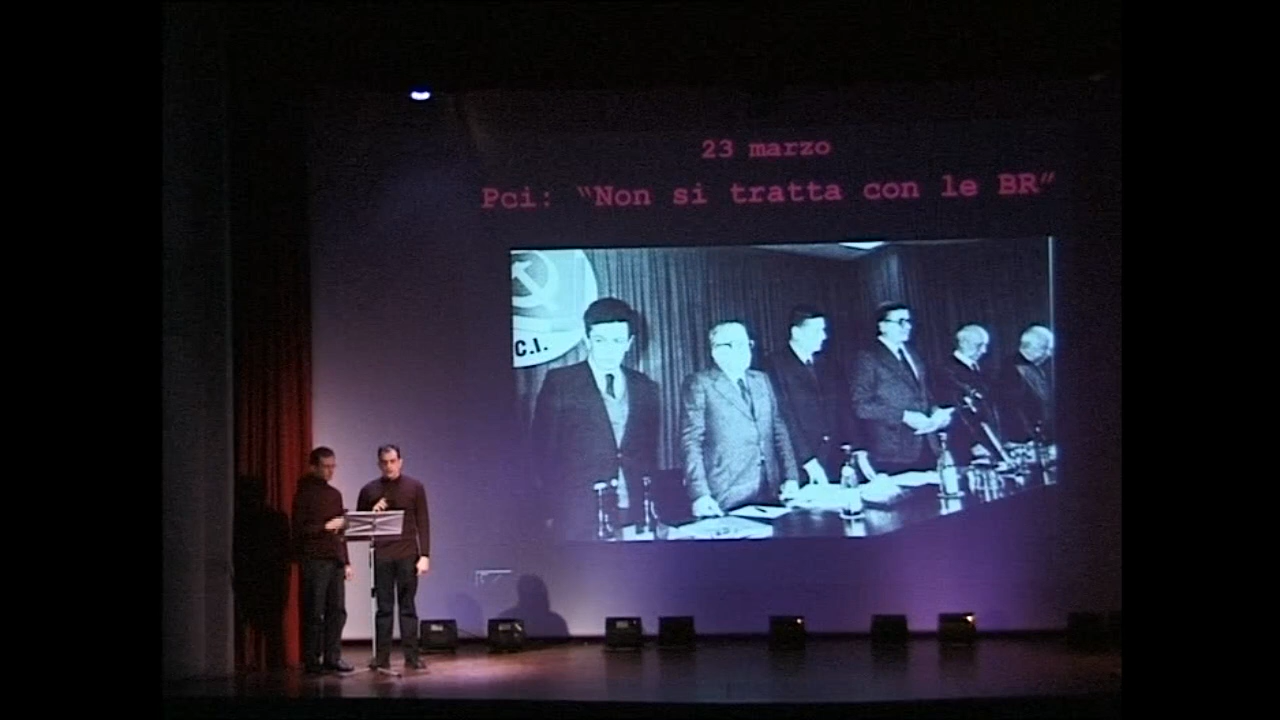 23 marzo
Pci: “Non si tratta con le BR”
C.I.